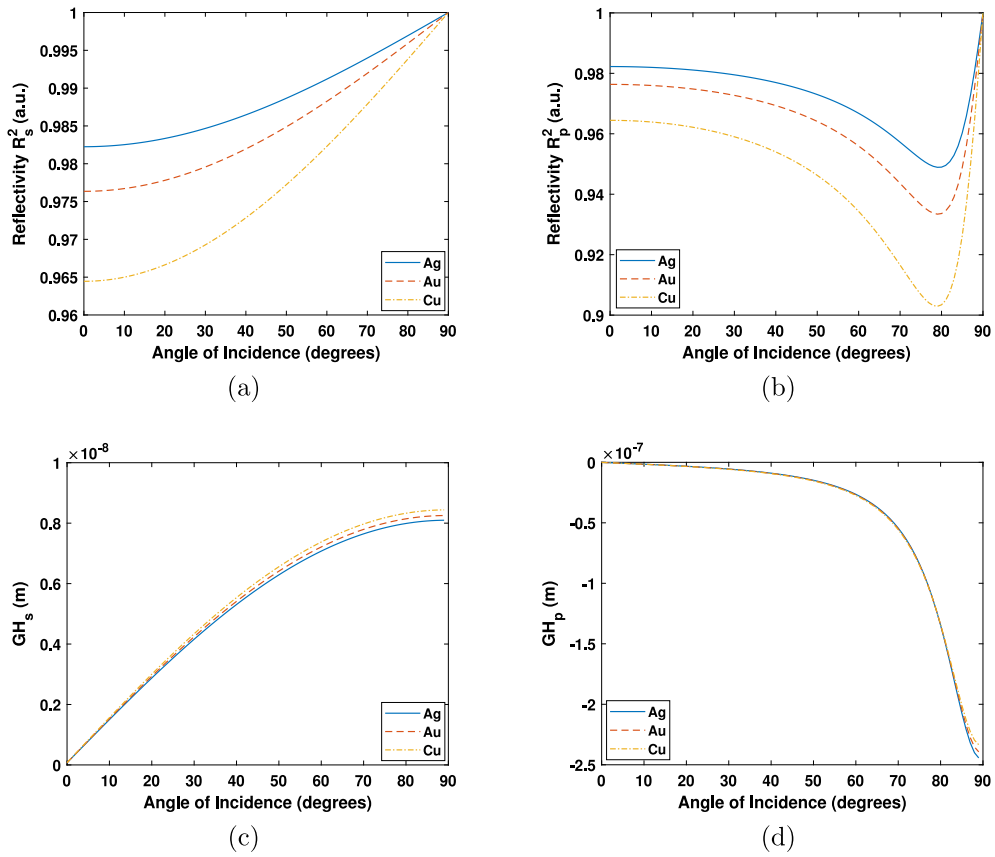 Reflectivity R_s^2 (a.u.)
1
0.995
0.99
0.985
0.98
0.975
0.97
0.965
0.96
Ag
Au
Cu
0 10 20 30 40 50 60 70 80 90
Angle of Incidence (degrees)
(a)
Reflectivity R_p^2 (a.u.)
1
0.98
0.96
0.94
0.92
0.9
Ag
Au
Cu
0 10 20 30 40 50 60 70 80 90
Angle of Incidence (degrees)
(b)
GH_s (m)
×10^-8
1
0.8
0.6
0.4
0.2
0
Ag
Au
Cu
0 10 20 30 40 50 60 70 80 90
Angle of Incidence (degrees)
(c)
GH_p (m)
×10^-7
0
-0.5
-1
-1.5
-2
-2.5
Ag
Au
Cu
0 10 20 30 40 50 60 70 80 90
Angle of Incidence (degrees)
(d)